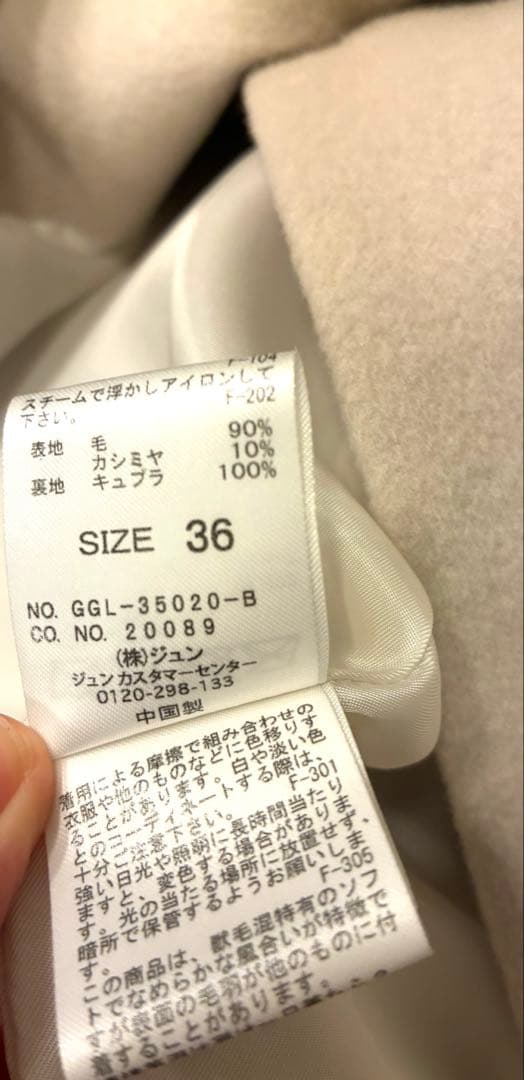 F-104
スチームで浮かしアイロンして
下さい。
F-202
表地 毛 90%
カシミヤ 10%
裏地 キュプラ 100%
SIZE 36
NO. GGL-35020-B
CO. NO. 20089
(株)ジュン
ジュンカスタマーセンター
0120-298-133
中国製
着用による摩擦で組み合わせの
衣服や他のものなどに色移りす
ることがあります。白や淡い色
とのコーディネートする際は、
十分ご注意下さい。 F-301
強い日光や照明に長時間当たり
ますと、変色する場合がありま
す。光の当たる場所に放置せず、
暗所で保管するようお願いしま
す。 F-305
この商品は、獣毛混特有のソフ
トでなめらかな風合いが特徴で
すが表面の毛羽が他のものに付
着することがあります。